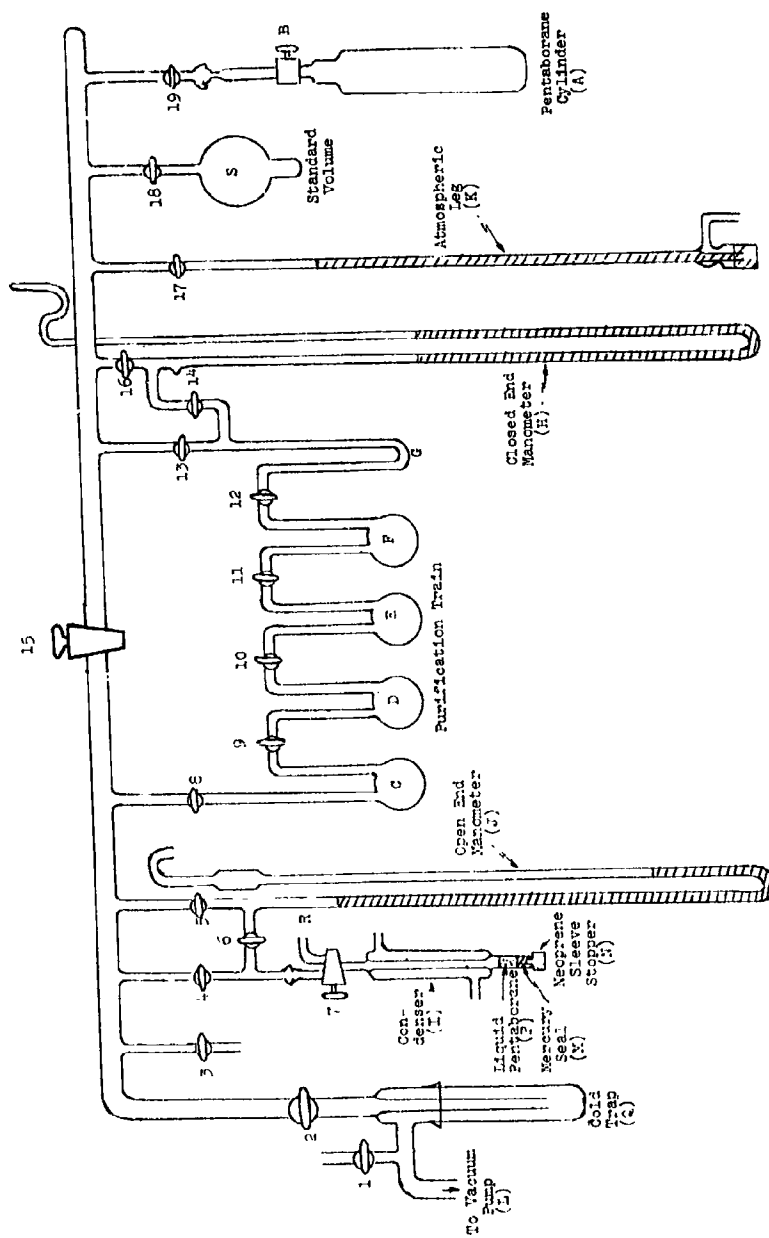 15
19
B
18
S
Standard
Volume
Pentaborane
Cylinder
(A)
17
Atmospheric
Leg
(K)
16
14
13
G
Closed End
Manometer
(H)
12
11
10
9
F
E
D
C
Purification Train
8
5
6
Open End
Manometer
(J)
4
R
7
Con-
denser
(I)
Liquid
Pentaborane
(P)
Mercury
Seal
(M)
Neoprene
Sleeve
Stopper
(N)
3
2
1
Cold
Trap
(Q)
To Vacuum
Pump
(L)